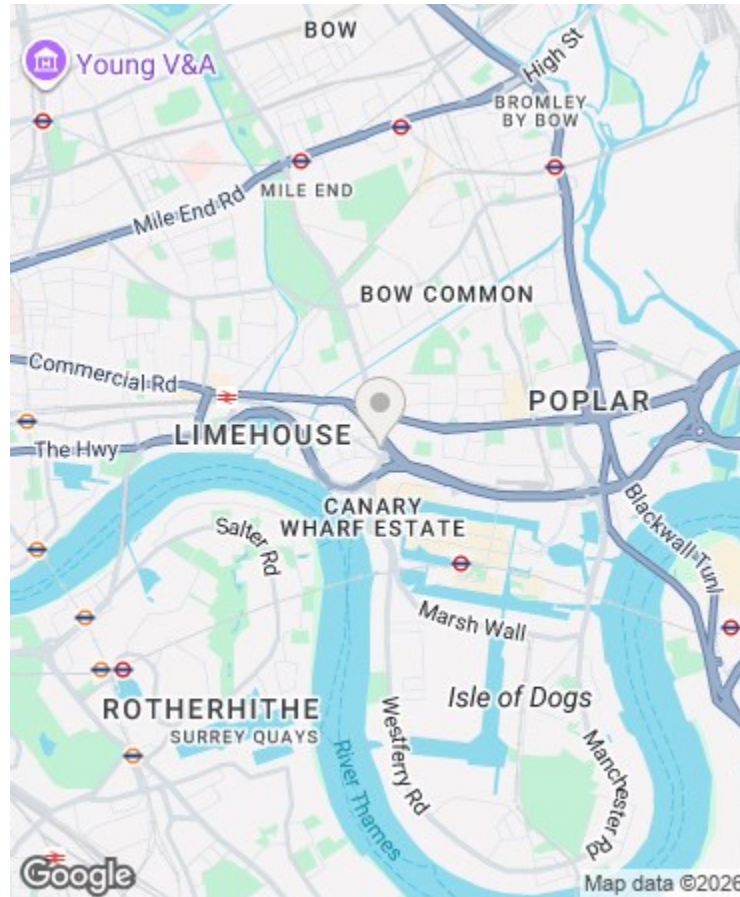 BOW
High St
Young V&A
BROMLEY
BY BOW
MILE END
Mile End Rd
BOW COMMON
Commercial Rd
POPLAR
LIMEHOUSE
The Hwy
CANARY
WHARF ESTATE
Blackwall Tunl
Salter Rd
Marsh Wall
Isle of Dogs
ROTHERHITHE
SURREY QUAYS
Westferry Rd
Manchester Rd
River Thames
Google
Map data ©2026